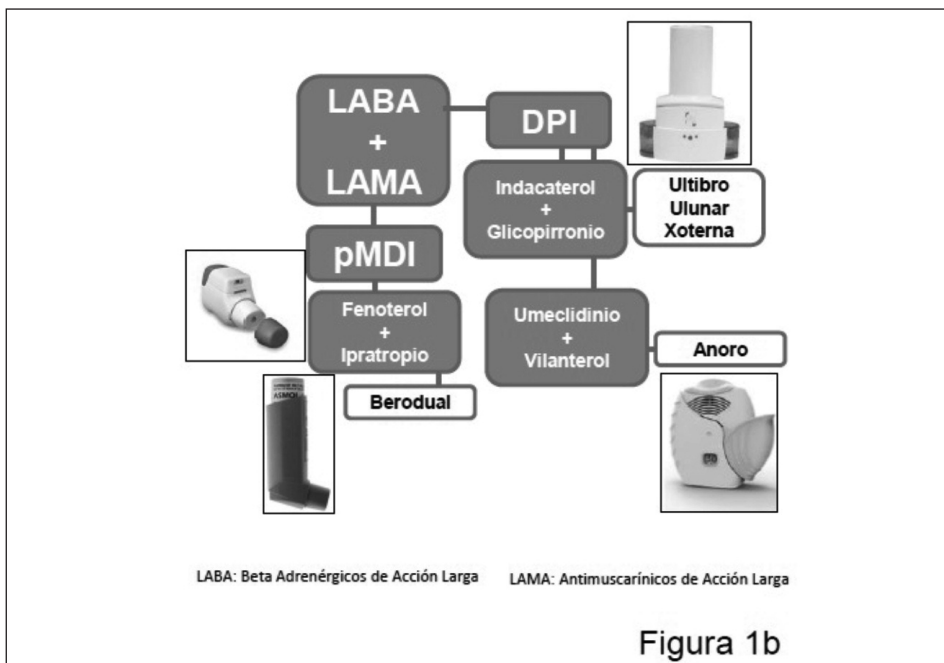 LABA
+
LAMA
DPI
Indacaterol
+
Glicopirronio
Ultibro
Ulunar
Xoterna
pMDI
Fenoterol
+
Ipratropio
Berodual
Umeclidinio
+
Vilanterol
Anoro
LABA: Beta Adrenérgicos de Acción Larga
LAMA: Antimuscarínicos de Acción Larga
Figura 1b